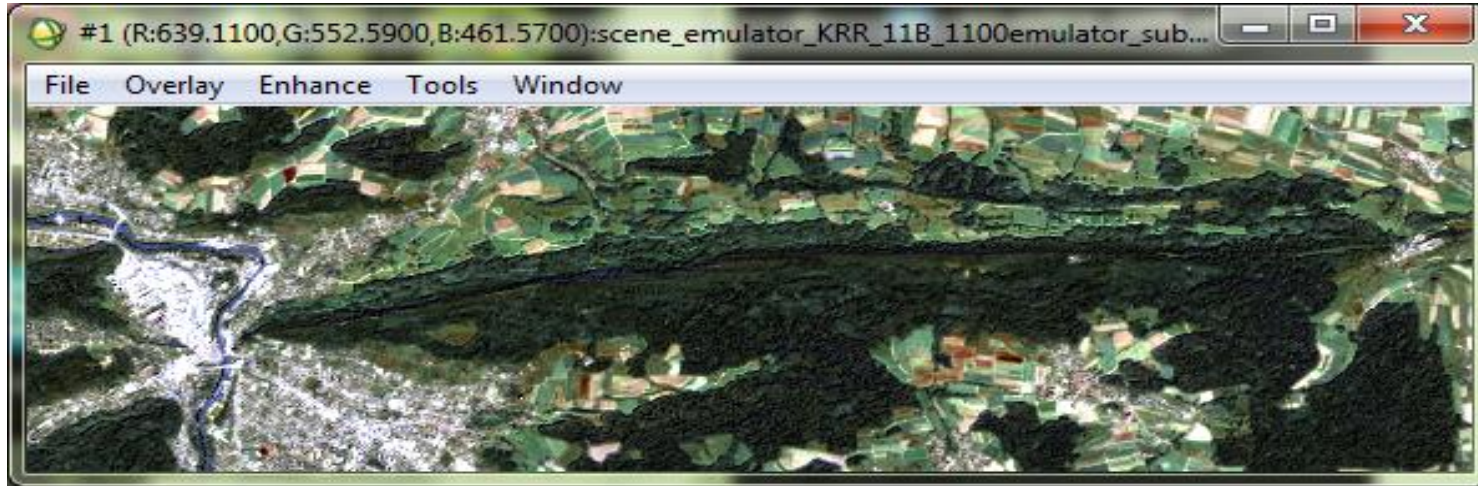 #1 (R:639.1100,G:552.5900,B:461.5700):scene_emulator_KRR_11B_1100emulator_sub...
File Overlay Enhance Tools Window